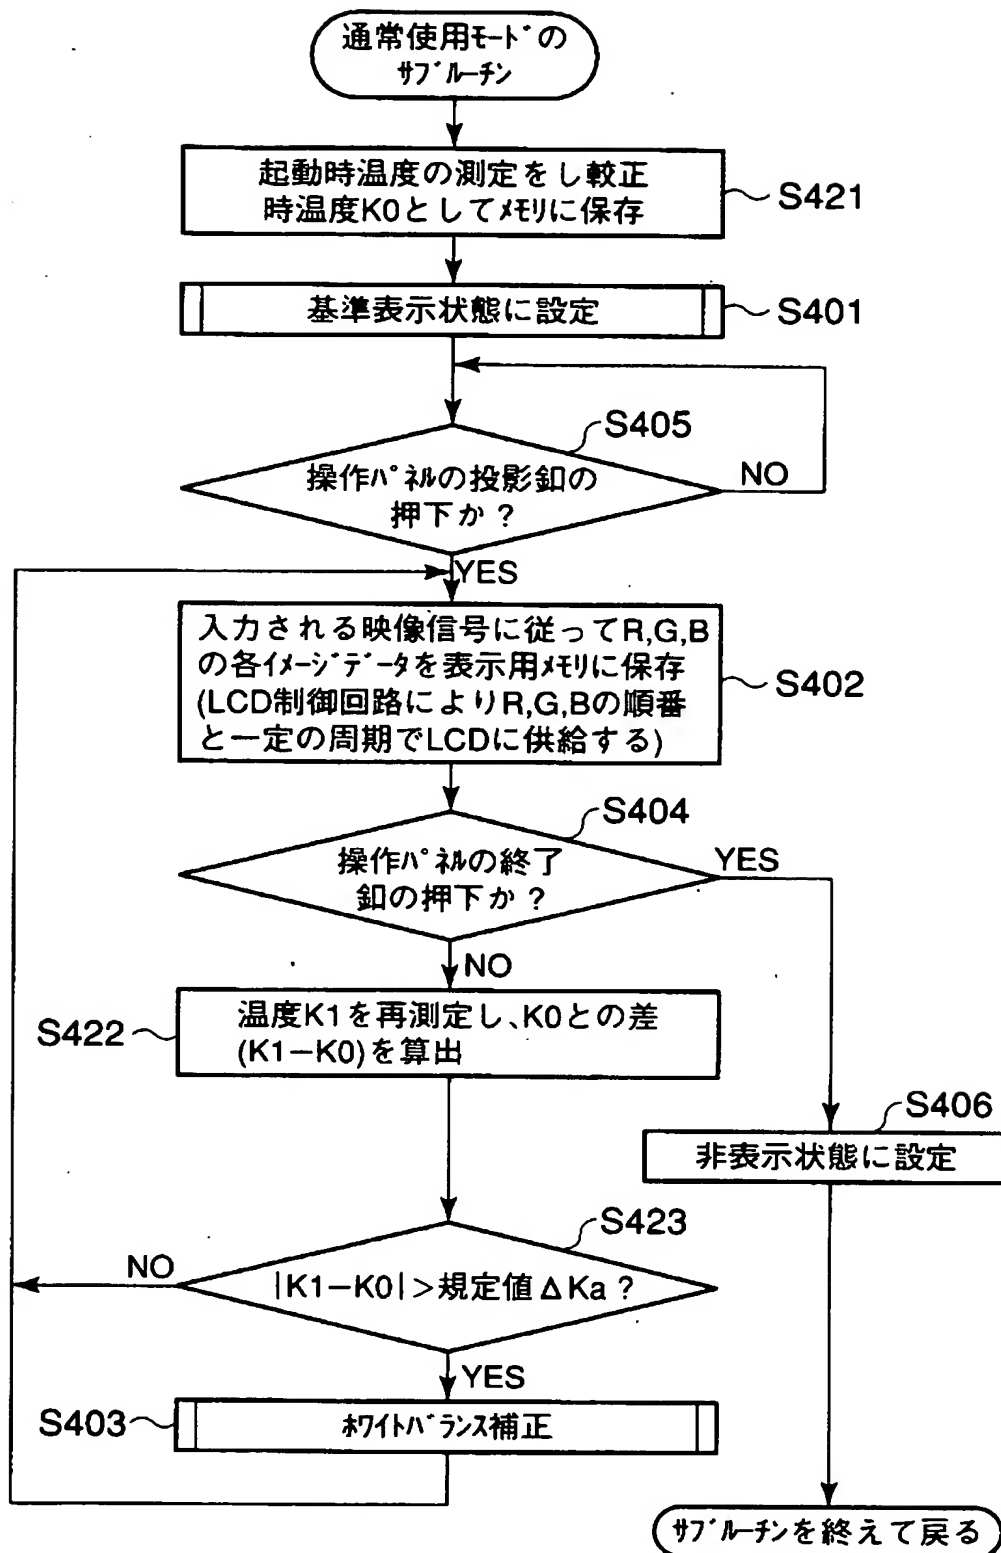 通常使用ﾓｰﾄﾞの
ｻﾌﾞﾙｰﾁﾝ
起動時温度の測定をし較正
時温度K0としてﾒﾓﾘに保存
S421
基準表示状態に設定
S401
S405
操作ﾊﾟﾈﾙの投影釦の
押下か？
NO
YES
入力される映像信号に従ってR,G,B
の各ｲﾒｰｼﾞﾃﾞｰﾀを表示用ﾒﾓﾘに保存
(LCD制御回路によりR,G,Bの順番
と一定の周期でLCDに供給する)
S402
S404
操作ﾊﾟﾈﾙの終了
釦の押下か？
YES
NO
S422
温度K1を再測定し、K0との差
(K1−K0)を算出
S406
非表示状態に設定
S423
|K1−K0|＞規定値ΔKa？
NO
YES
S403
ﾎﾜｲﾄﾊﾞﾗﾝｽ補正
ｻﾌﾞﾙｰﾁﾝを終えて戻る